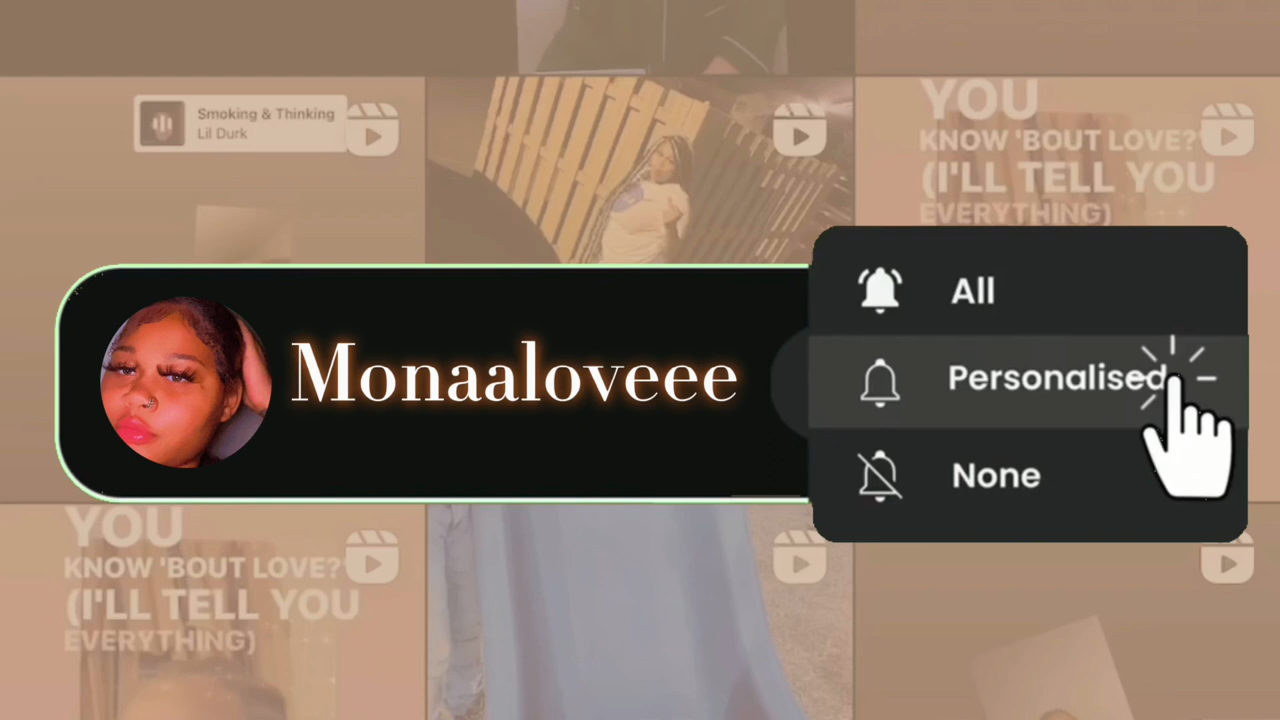 Smoking & Thinking
Lil Durk
YOU
KNOW 'BOUT LOVE?
(I'LL TELL YOU
EVERYTHING)
All
Monaaloveee
Personalised
None
YOU
KNOW 'BOUT LOVE?
(I'LL TELL YOU
EVERYTHING)